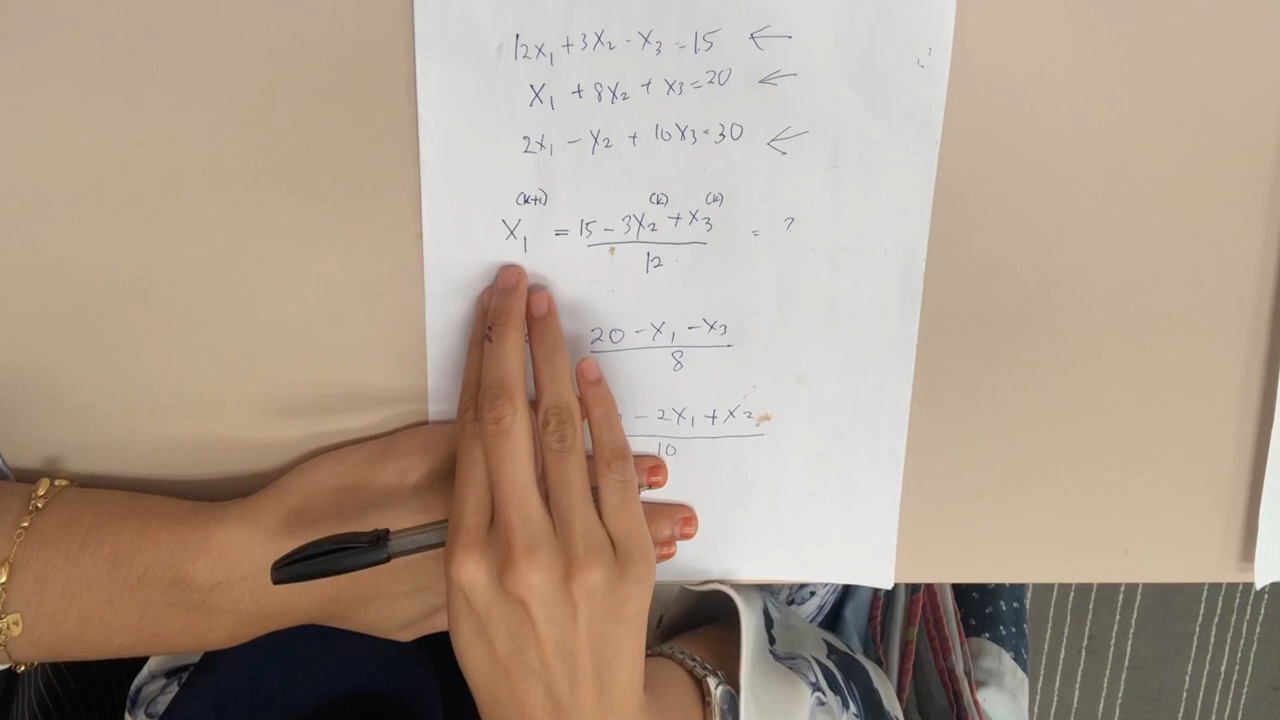 12x₁ + 3x₂ - x₃ = 15 ←
x₁ + 8x₂ + x₃ = 20 ←
2x₁ - x₂ + 10x₃ = 30 ←
x₁^(k+1) = (15 - 3x₂^(k) + x₃^(k)) / 12 = ?
(20 - x₁ - x₃) / 8
- 2x₁ + x₂ / 10